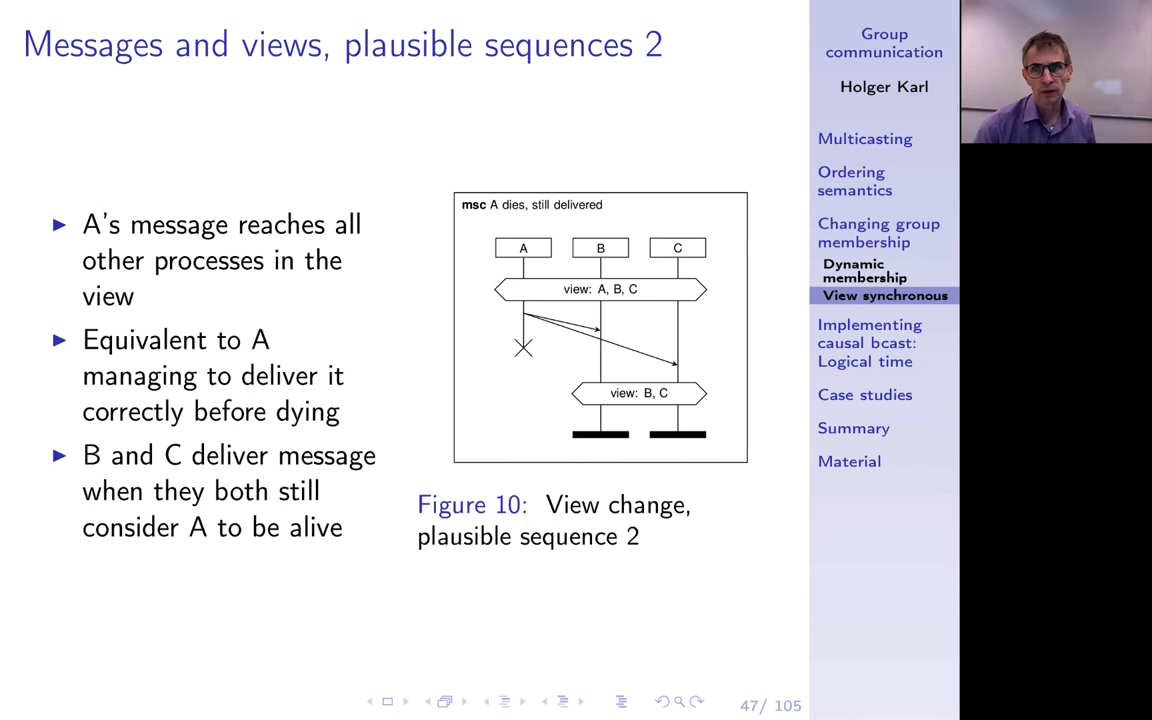 Messages and views, plausible sequences 2
▶ A's message reaches all
other processes in the
view
▶ Equivalent to A
managing to deliver it
correctly before dying
▶ B and C deliver message
when they both still
consider A to be alive
msc A dies, still delivered
A B C
view: A, B, C
view: B, C
Figure 10: View change,
plausible sequence 2
Group
communication
Holger Karl
Multicasting
Ordering
semantics
Changing group
membership
Dynamic
membership
View synchronous
Implementing
causal bcast:
Logical time
Case studies
Summary
Material
47/ 105